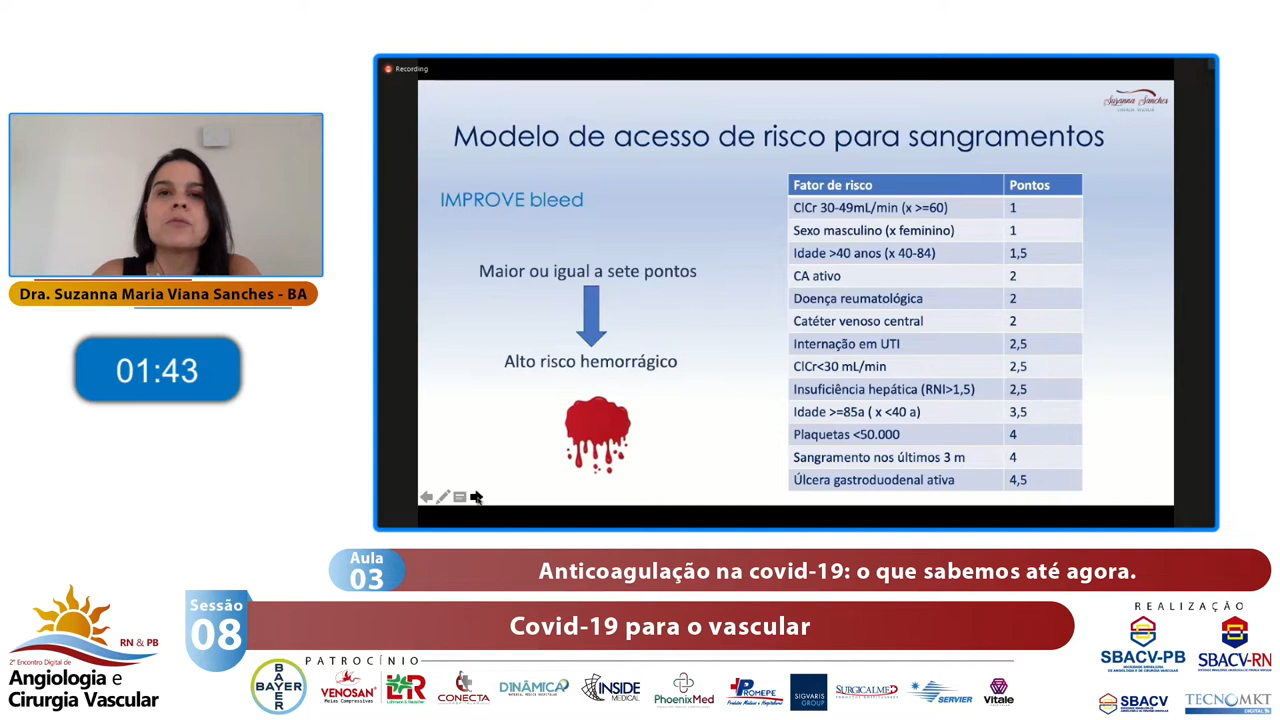 Recording
Suzanna Sanches
Modelo de acesso de risco para sangramentos
IMPROVE bleed
Maior ou igual a sete pontos
Alto risco hemorrágico
Fator de risco Pontos
ClCr 30-49mL/min (x >=60) 1
Sexo masculino (x feminino) 1
Idade >40 anos (x 40-84) 1,5
CA ativo 2
Doença reumatológica 2
Catéter venoso central 2
Internação em UTI 2,5
ClCr<30 mL/min 2,5
Insuficiência hepática (RNI>1,5) 2,5
Idade >=85a ( x <40 a) 3,5
Plaquetas <50.000 4
Sangramento nos últimos 3 m 4
Úlcera gastroduodenal ativa 4,5
Dra. Suzanna Maria Viana Sanches - BA
01:43
Aula
03
Anticoagulação na covid-19: o que sabemos até agora.
Sessão
08
Covid-19 para o vascular
RN & PB
2º Encontro Digital de
Angiologia e
Cirurgia Vascular
PATROCÍNIO
BAYER
BAYER
VENOSAN
Meias Compressivas
L&R
Lohmann & Rauscher
CONECTA
DINÂMICA
INSIDE
MEDICAL
PhoenixMed
PROMEPE
Produtos Médicos e Hospitalares
SIGVARIS
GROUP
SURGICALMED
SERVIER
Vitale
REALIZAÇÃO
SBACV-PB
SBACV-RN
SBACV
TECNOMKT
DIGITAL